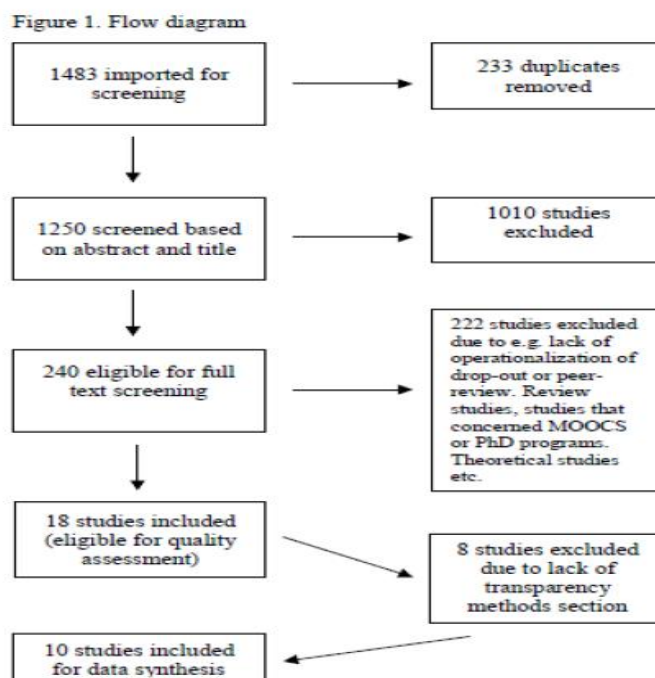 Figure 1. Flow diagram
1483 imported for
screening
233 duplicates
removed
1250 screened based
on abstract and title
1010 studies
excluded
240 eligible for full
text screening
222 studies excluded
due to e.g. lack of
operationalization of
drop-out or peer-
review. Review
studies, studies that
concerned MOOCS
or PhD programs.
Theoretical studies
etc.
18 studies included
(eligible for quality
assessment)
8 studies excluded
due to lack of
transparency
methods section
10 studies included
for data synthesis